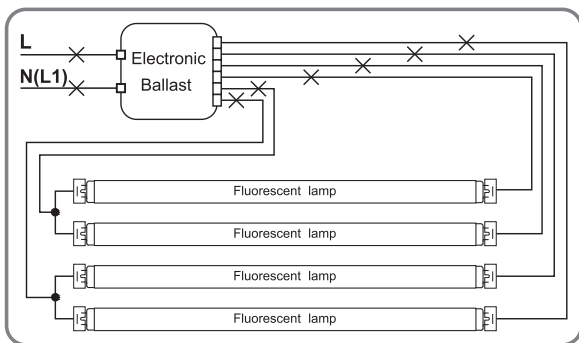 L
Electronic
N(L1)
Ballast
Fluorescent lamp
Fluorescent lamp
Fluorescent lamp
Fluorescent lamp